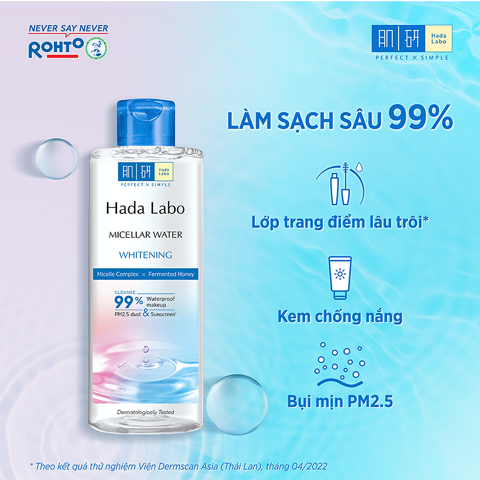 NEVER SAY NEVER
ROHTO
肌 研
Hada
Labo
PERFECT × SIMPLE
LÀM SẠCH SÂU 99%
Lớp trang điểm lâu trôi*
Kem chống nắng
Bụi mịn PM2.5
肌 研
Hada
Labo
PERFECT × SIMPLE
Hada Labo
MICELLAR WATER
WHITENING
Micelle Complex × Fermented Honey
CLEANSE
99% Waterproof
makeup
PM2.5 dust & Sunscreen*
Dermatologically Tested
* Theo kết quả thử nghiệm Viện Dermscan Asia (Thái Lan), tháng 04/2022